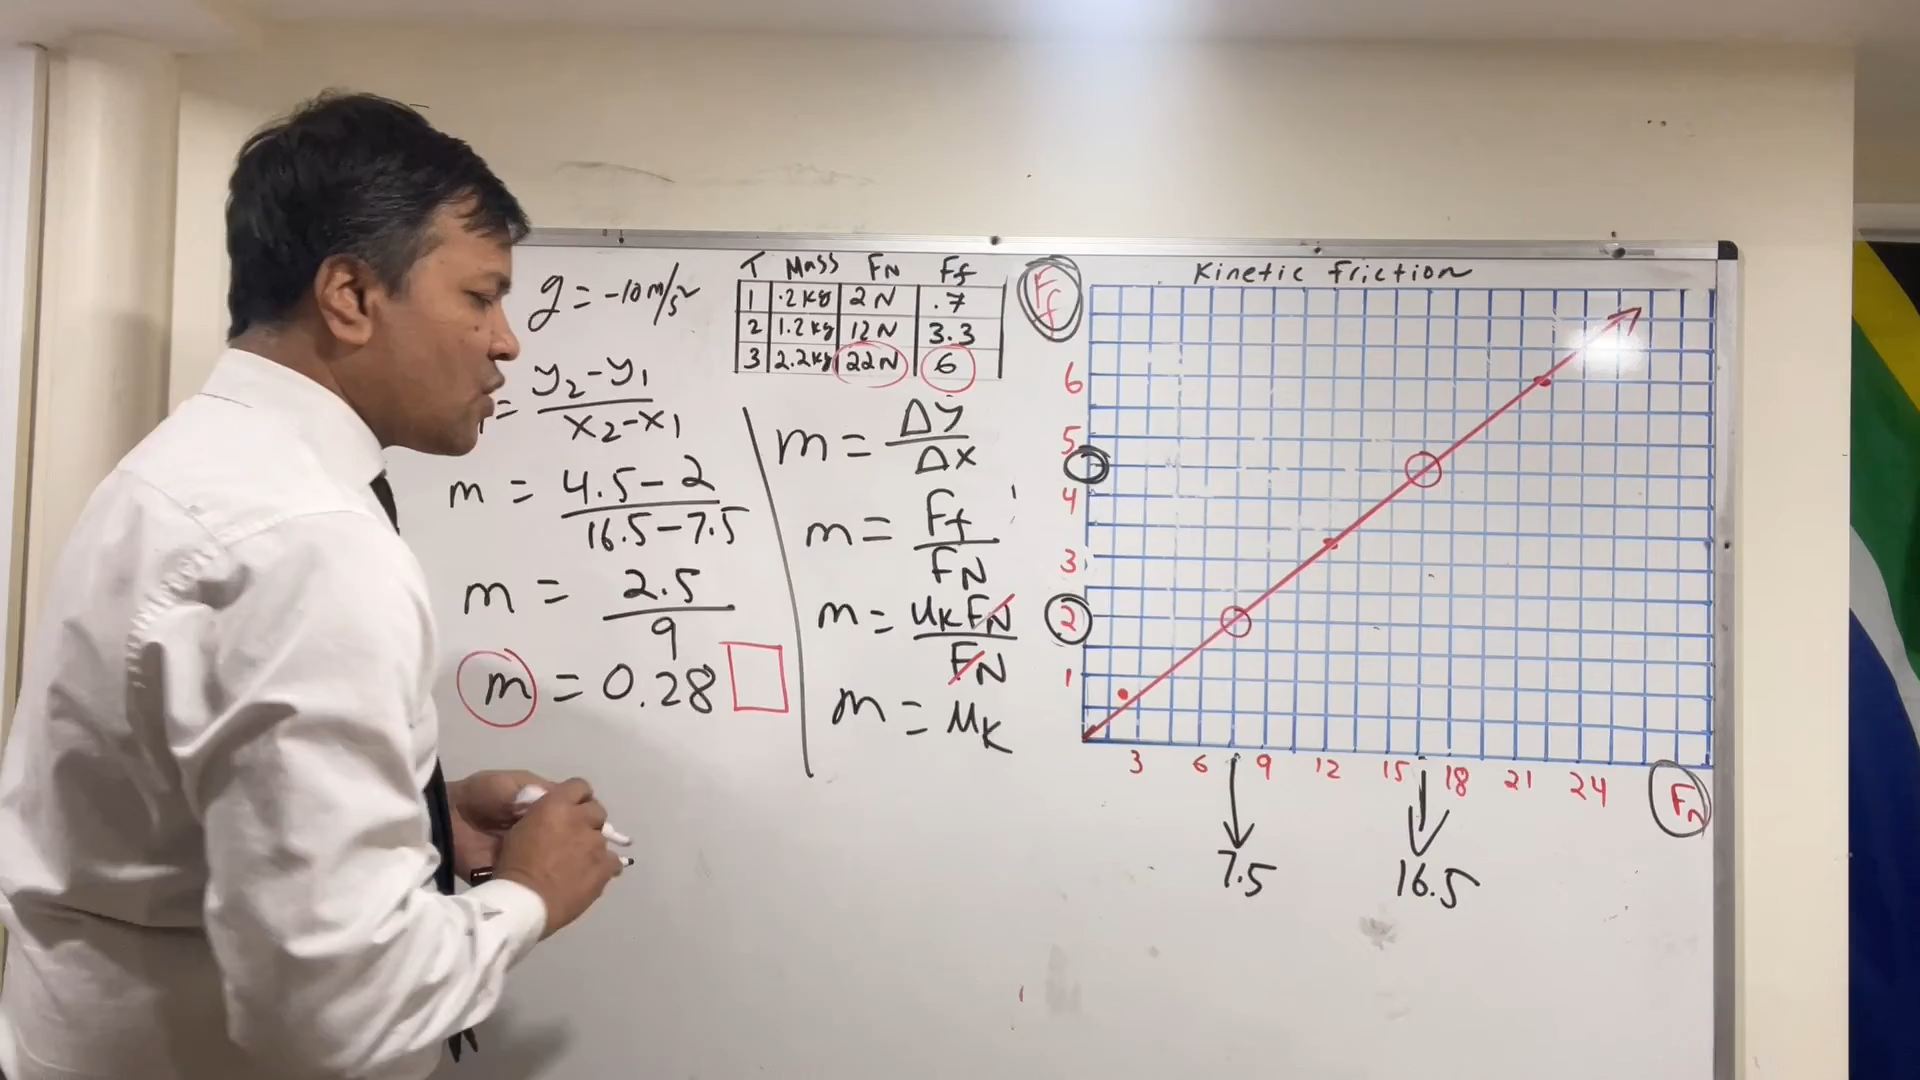 g = -10 m/s²
= y₂-y₁ / x₂-x₁
m = 4.5-2 / 16.5-7.5
m = 2.5 / 9
m = 0.28
T Mass FN Ff
1 .2kg 2N .7
2 1.2kg 12N 3.3
3 2.2kg 22N 6
m = Δy / Δx
m = Ff / FN
m = UK FN / FN
m = MK
Kinetic friction
Ff
6
5
4
3
2
1
3 6 9 12 15 18 21 24 Fn
7.5 16.5